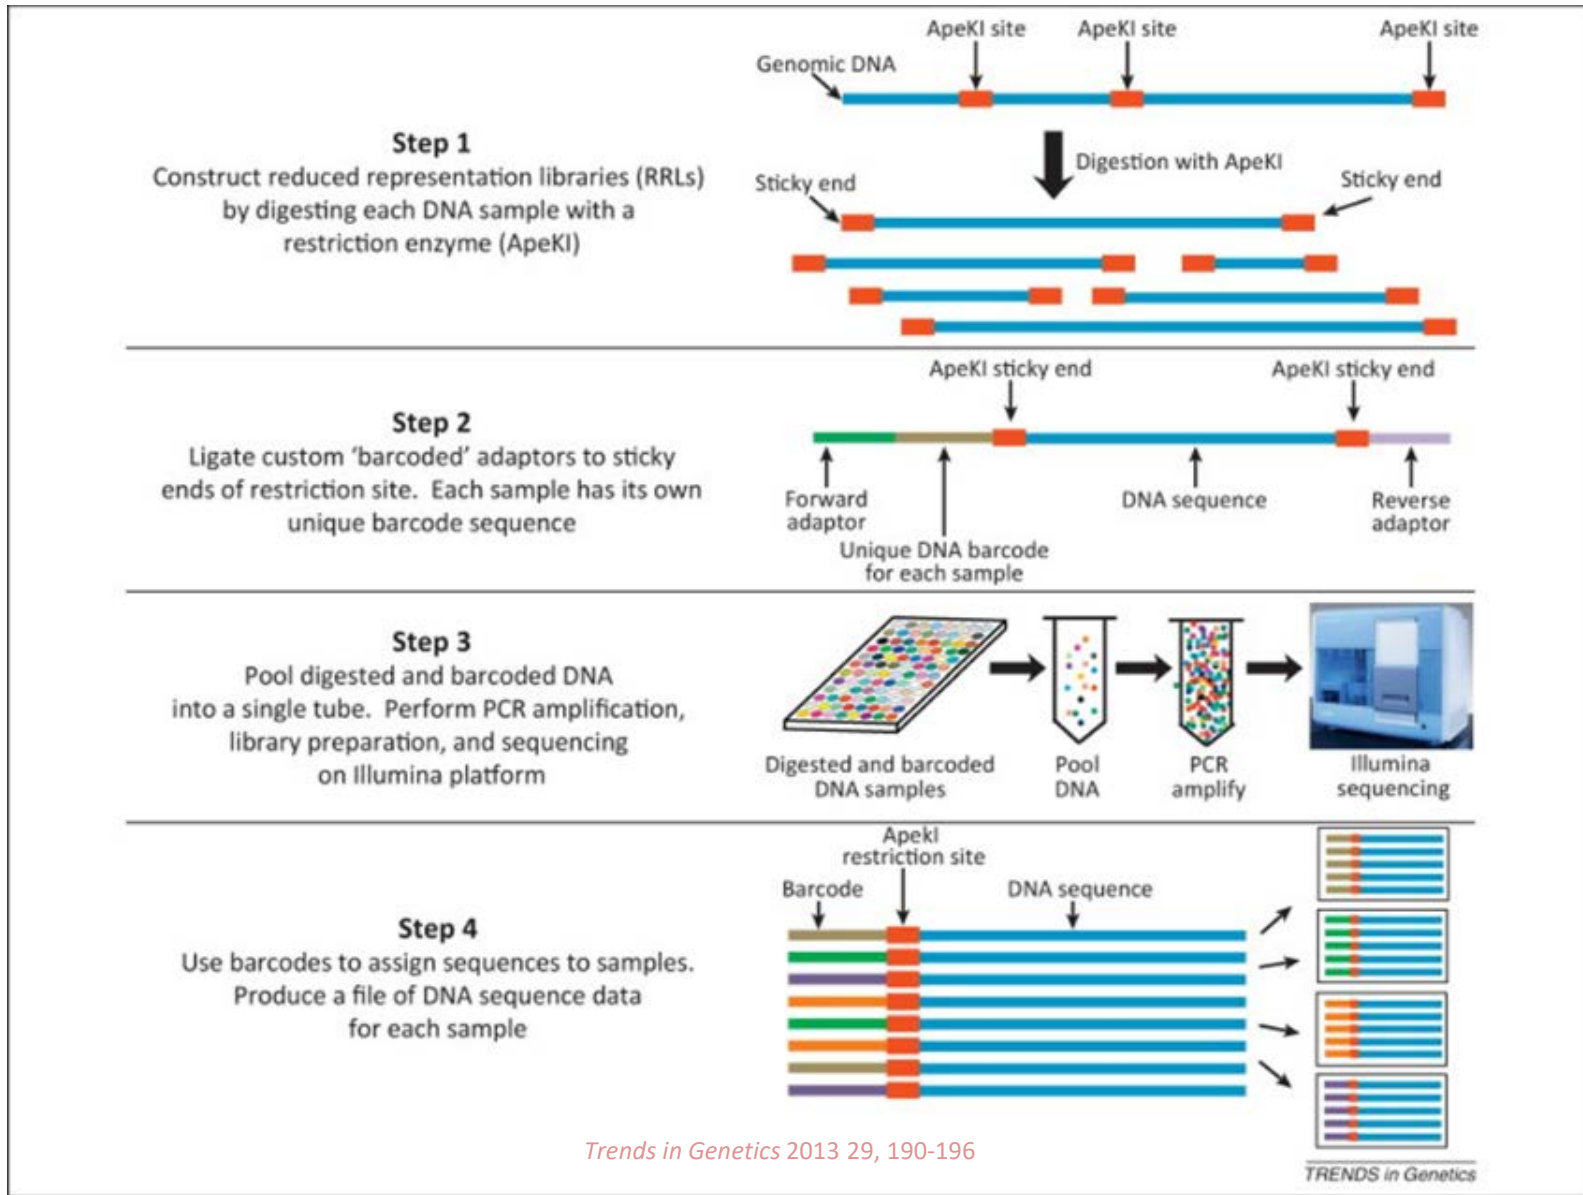 Step 1
Construct reduced representation libraries (RRLs)
by digesting each DNA sample with a
restriction enzyme (ApeKI)
ApeKI site
ApeKI site
ApeKI site
Genomic DNA
Digestion with ApeKI
Sticky end
Sticky end
Step 2
Ligate custom ‘barcoded’ adaptors to sticky
ends of restriction site. Each sample has its own
unique barcode sequence
ApeKI sticky end
ApeKI sticky end
Forward
adaptor
Unique DNA barcode
for each sample
DNA sequence
Reverse
adaptor
Step 3
Pool digested and barcoded DNA
into a single tube. Perform PCR amplification,
library preparation, and sequencing
on Illumina platform
Digested and barcoded
DNA samples
Pool
DNA
PCR
amplify
Illumina
sequencing
Step 4
Use barcodes to assign sequences to samples.
Produce a file of DNA sequence data
for each sample
Barcode
ApekI
restriction site
DNA sequence
Trends in Genetics 2013 29, 190-196
TRENDS in Genetics